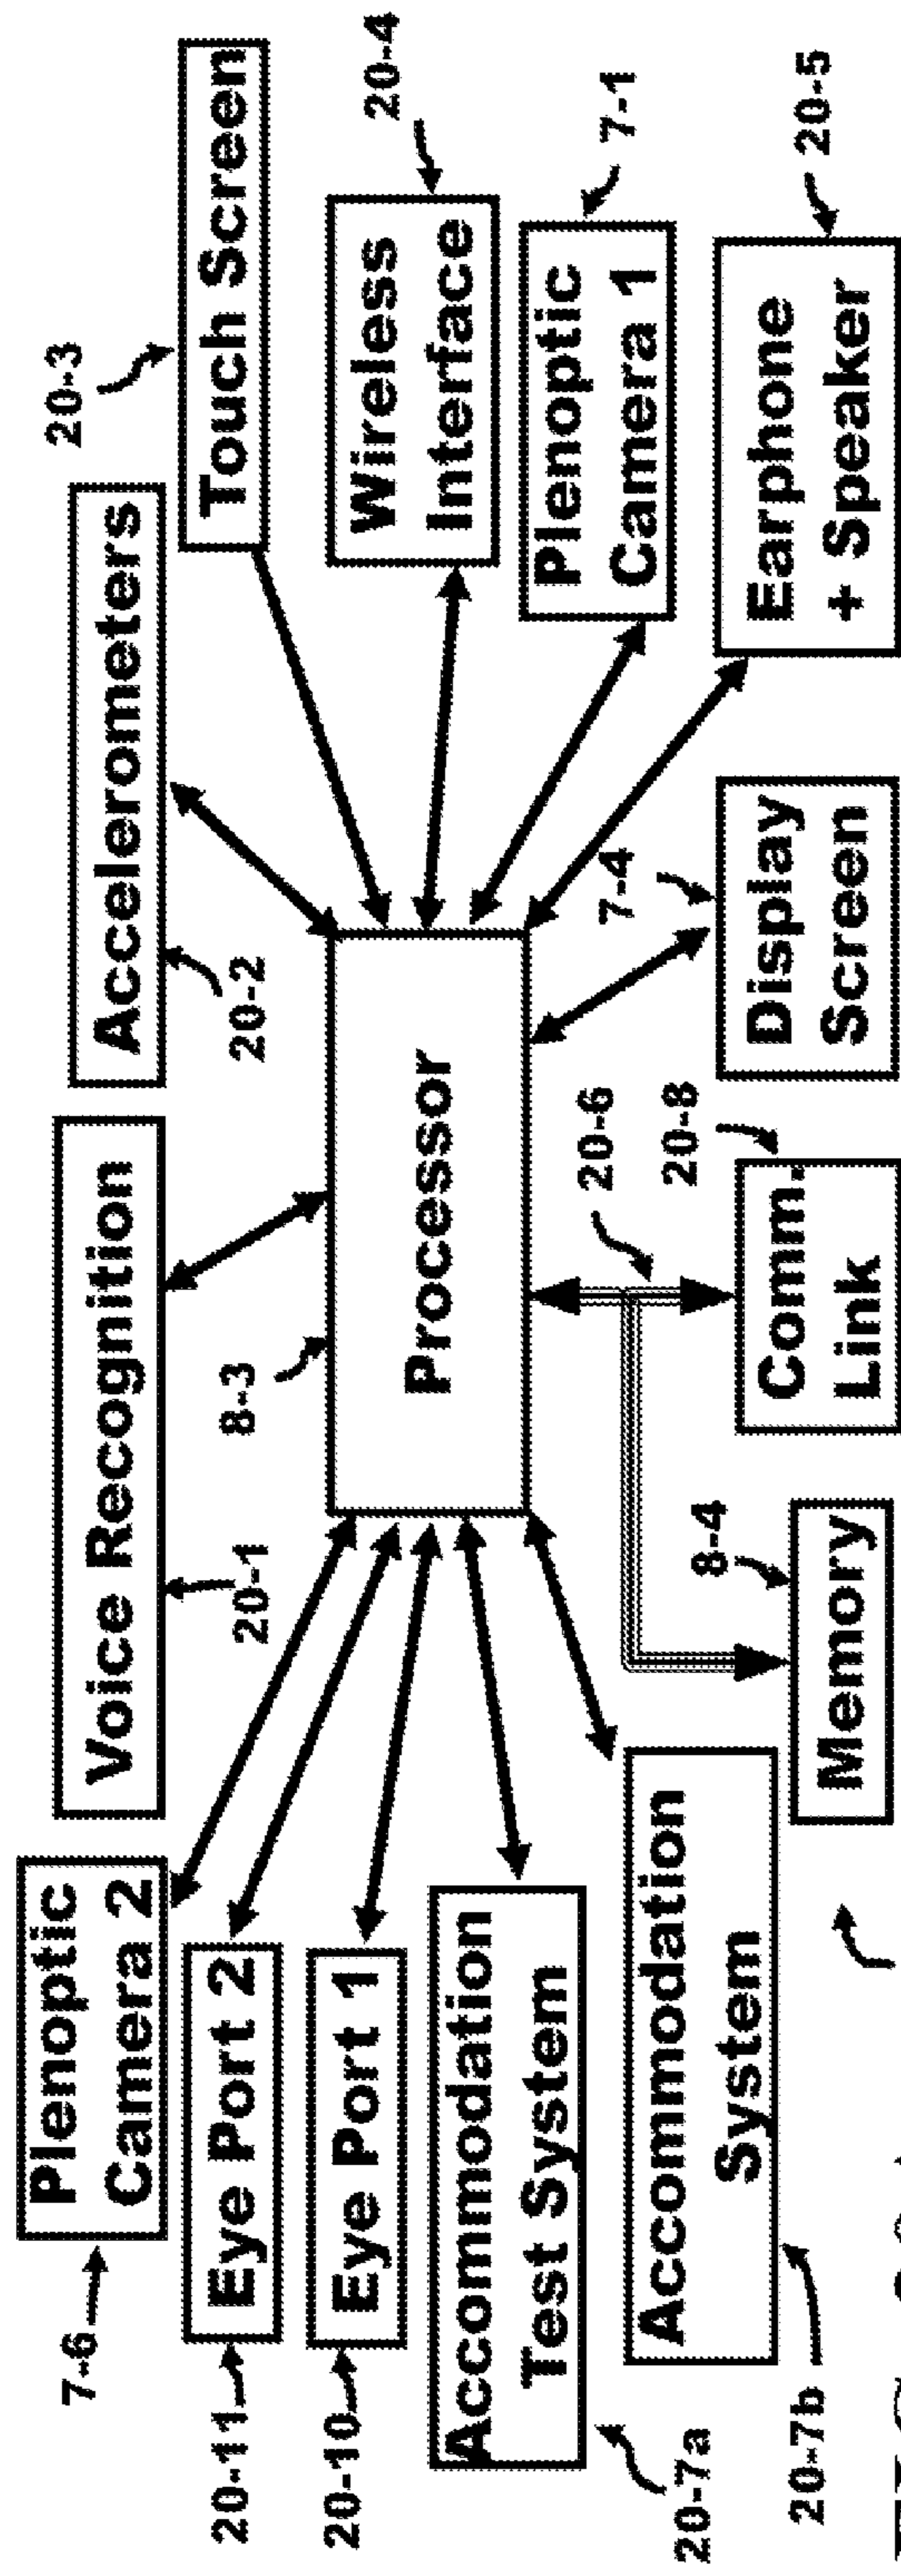 7-6
Plenoptic
Camera 2
20-11
Eye Port 2
20-10
Eye Port 1
Accommodation
Test System
20-7a
Accommodation
System
20-7b
Voice Recognition
20-1
8-3
Processor
Memory
8-4
Accelerometers
20-2
20-6
20-8
Comm.
Link
7-4
Display
Screen
20-3
Touch Screen
Wireless
Interface
20-4
Plenoptic
Camera 1
7-1
Earphone
+ Speaker
20-5